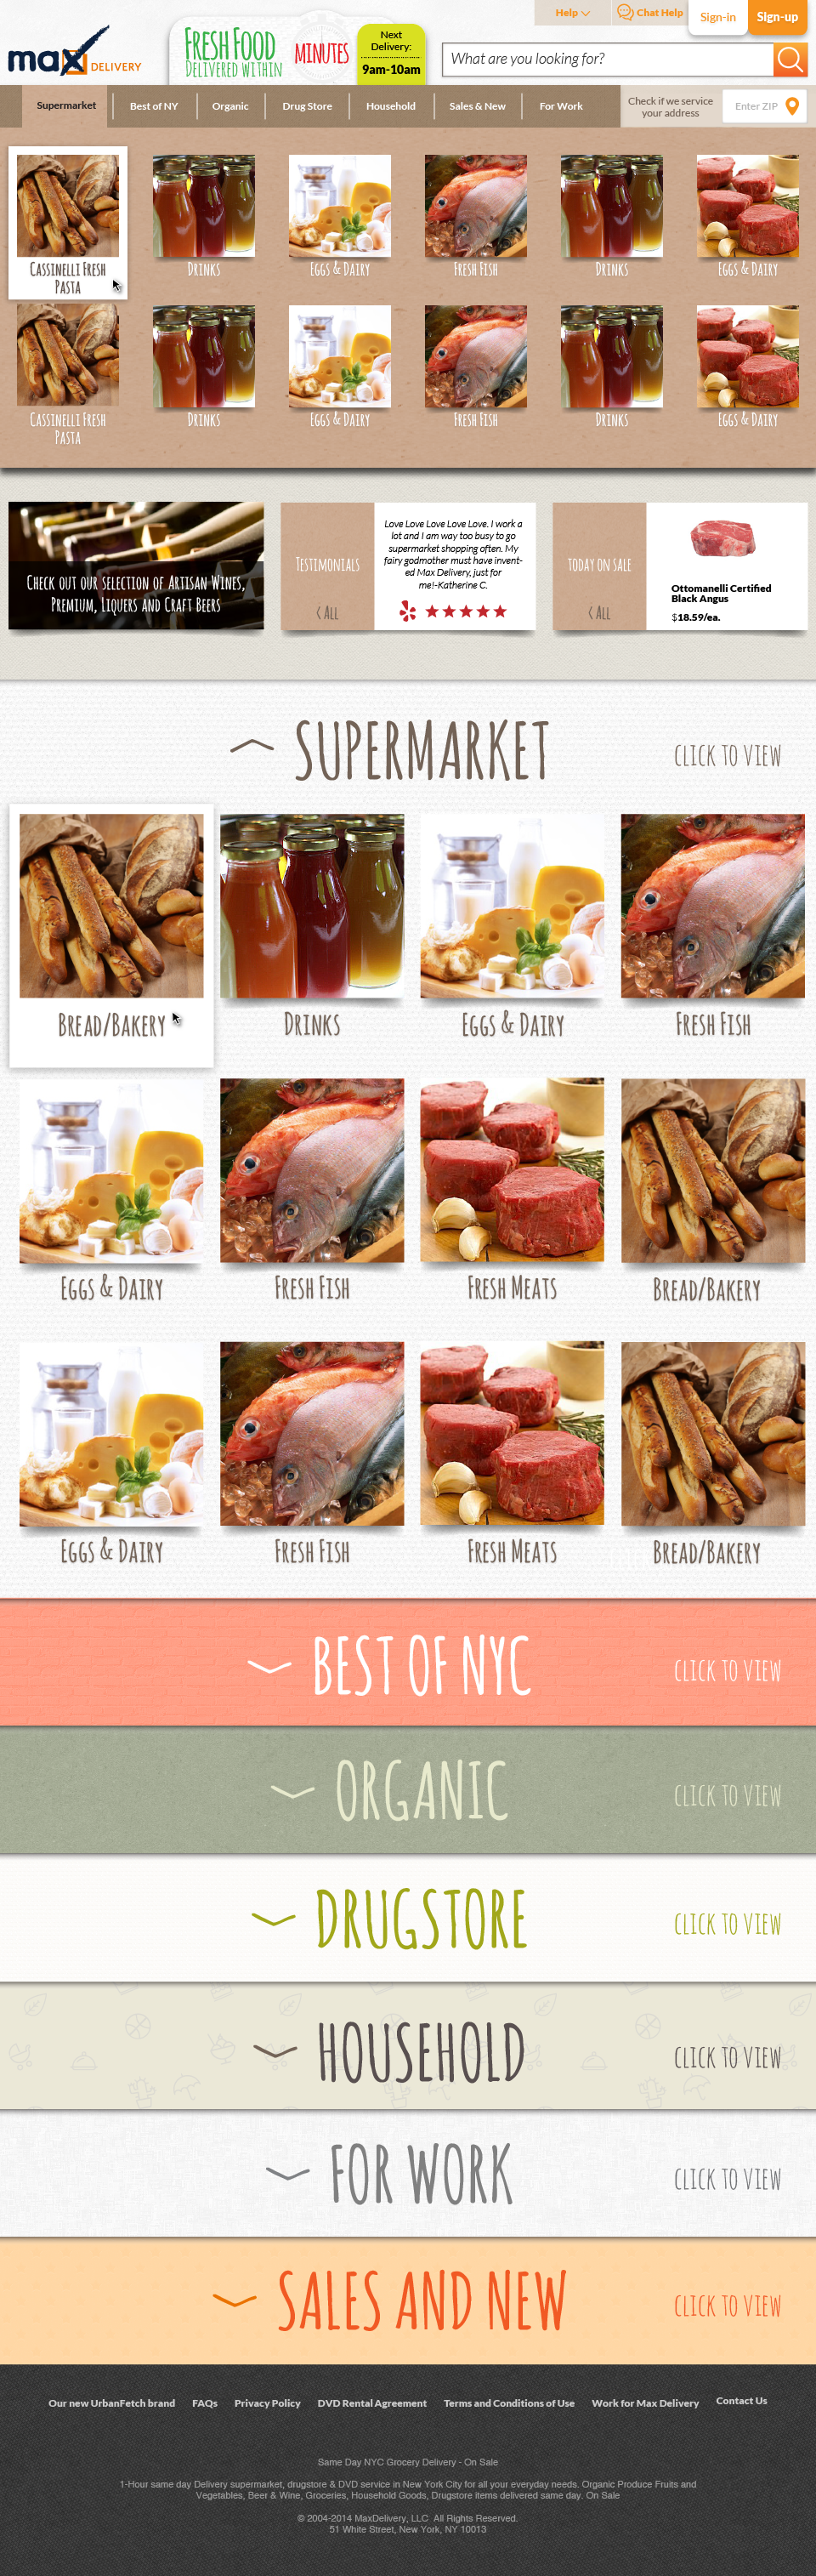 Help
Chat Help
Sign-in
Sign-up
max DELIVERY
FRESH FOOD
DELIVERED WITHIN
MINUTES
Next
Delivery:
9am-10am
What are you looking for?
Supermarket
Best of NY
Organic
Drug Store
Household
Sales & New
For Work
Check if we service
your address
Enter ZIP
Cassinelli Fresh
Pasta
Drinks
Eggs & Dairy
Fresh Fish
Drinks
Eggs & Dairy
Cassinelli Fresh
Pasta
Drinks
Eggs & Dairy
Fresh Fish
Drinks
Eggs & Dairy
Check out our selection of Artisan Wines,
Premium, Liquers and Craft Beers
Testimonials
< All
Love Love Love Love Love. I work a
lot and I am way too busy to go
supermarket shopping often. My
fairy godmother must have invent-
ed Max Delivery, just for
me!-Katherine C.
today on sale
< All
Ottomanelli Certified
Black Angus
$18.59/ea.
SUPERMARKET
CLICK TO VIEW
Bread/Bakery
Drinks
Eggs & Dairy
Fresh Fish
Eggs & Dairy
Fresh Fish
Fresh Meats
Bread/Bakery
Eggs & Dairy
Fresh Fish
Fresh Meats
Bread/Bakery
BEST OF NYC
CLICK TO VIEW
ORGANIC
CLICK TO VIEW
DRUGSTORE
CLICK TO VIEW
HOUSEHOLD
CLICK TO VIEW
FOR WORK
CLICK TO VIEW
SALES AND NEW
CLICK TO VIEW
Our new UrbanFetch brand
FAQs
Privacy Policy
DVD Rental Agreement
Terms and Conditions of Use
Work for Max Delivery
Contact Us
Same Day NYC Grocery Delivery - On Sale
1-Hour same day Delivery supermarket, drugstore & DVD service in New York City for all your everyday needs. Organic Produce Fruits and
Vegetables, Beer & Wine, Groceries, Household Goods, Drugstore Items delivered same day. On Sale
© 2004-2014 MaxDelivery, LLC  All Rights Reserved.
51 White Street, New York, NY 10013